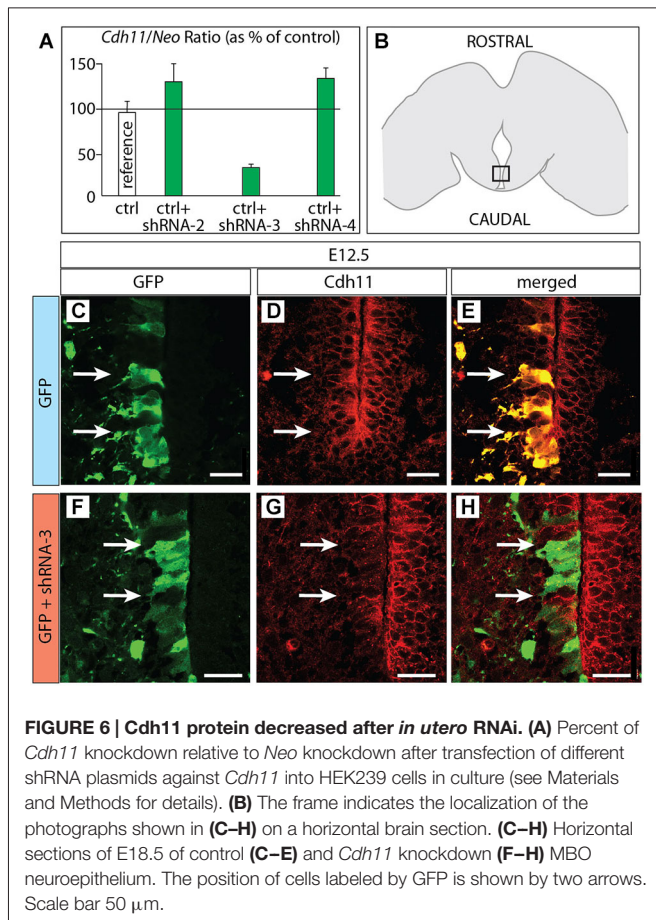 A
Cdh11/Neo Ratio (as % of control)
150
100
50
0
reference
ctrl
ctrl+
shRNA-2
ctrl+
shRNA-3
ctrl+
shRNA-4
B
ROSTRAL
CAUDAL
E12.5
GFP
Cdh11
merged
GFP
C
D
E
GFP + shRNA-3
F
G
H
FIGURE 6 | Cdh11 protein decreased after in utero RNAi. (A) Percent of
Cdh11 knockdown relative to Neo knockdown after transfection of different
shRNA plasmids against Cdh11 into HEK239 cells in culture (see Materials
and Methods for details). (B) The frame indicates the localization of the
photographs shown in (C–H) on a horizontal brain section. (C–H) Horizontal
sections of E18.5 of control (C–E) and Cdh11 knockdown (F–H) MBO
neuroepithelium. The position of cells labeled by GFP is shown by two arrows.
Scale bar 50 μm.